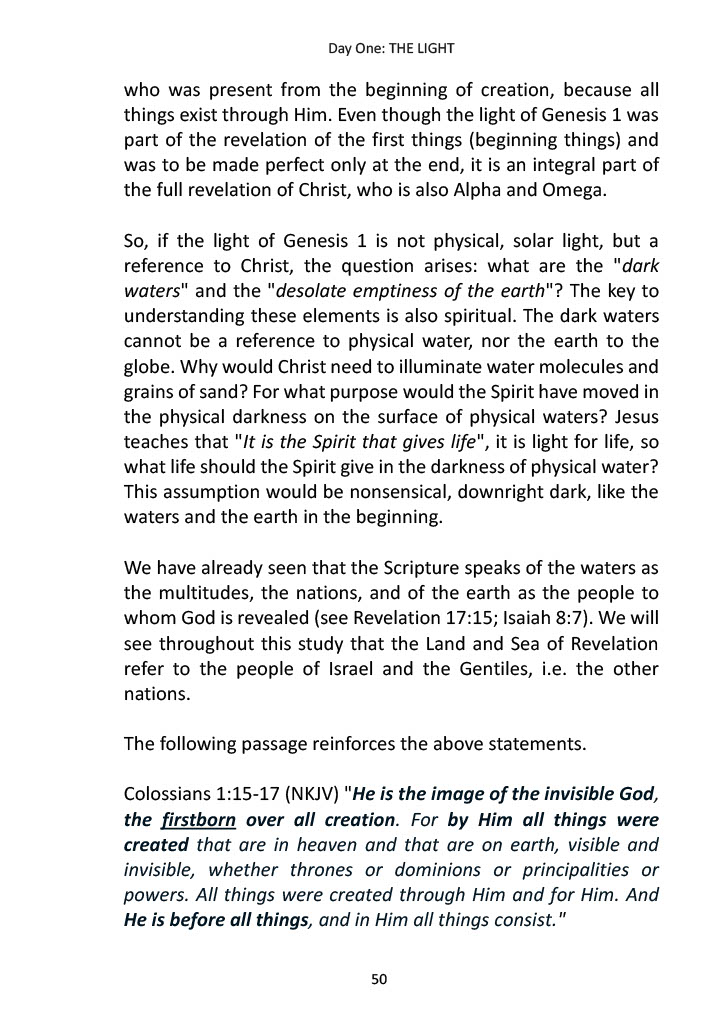 Day One: THE LIGHT
who was present from the beginning of creation, because all
things exist through Him. Even though the light of Genesis 1 was
part of the revelation of the first things (beginning things) and
was to be made perfect only at the end, it is an integral part of
the full revelation of Christ, who is also Alpha and Omega.
So, if the light of Genesis 1 is not physical, solar light, but a
reference to Christ, the question arises: what are the "dark
waters" and the "desolate emptiness of the earth"? The key to
understanding these elements is also spiritual. The dark waters
cannot be a reference to physical water, nor the earth to the
globe. Why would Christ need to illuminate water molecules and
grains of sand? For what purpose would the Spirit have moved in
the physical darkness on the surface of physical waters? Jesus
teaches that "It is the Spirit that gives life", it is light for life, so
what life should the Spirit give in the darkness of physical water?
This assumption would be nonsensical, downright dark, like the
waters and the earth in the beginning.
We have already seen that the Scripture speaks of the waters as
the multitudes, the nations, and of the earth as the people to
whom God is revealed (see Revelation 17:15; Isaiah 8:7). We will
see throughout this study that the Land and Sea of Revelation
refer to the people of Israel and the Gentiles, i.e. the other
nations.
The following passage reinforces the above statements.
Colossians 1:15-17 (NKJV) "He is the image of the invisible God,
the firstborn over all creation. For by Him all things were
created that are in heaven and that are on earth, visible and
invisible, whether thrones or dominions or principalities or
powers. All things were created through Him and for Him. And
He is before all things, and in Him all things consist."
50